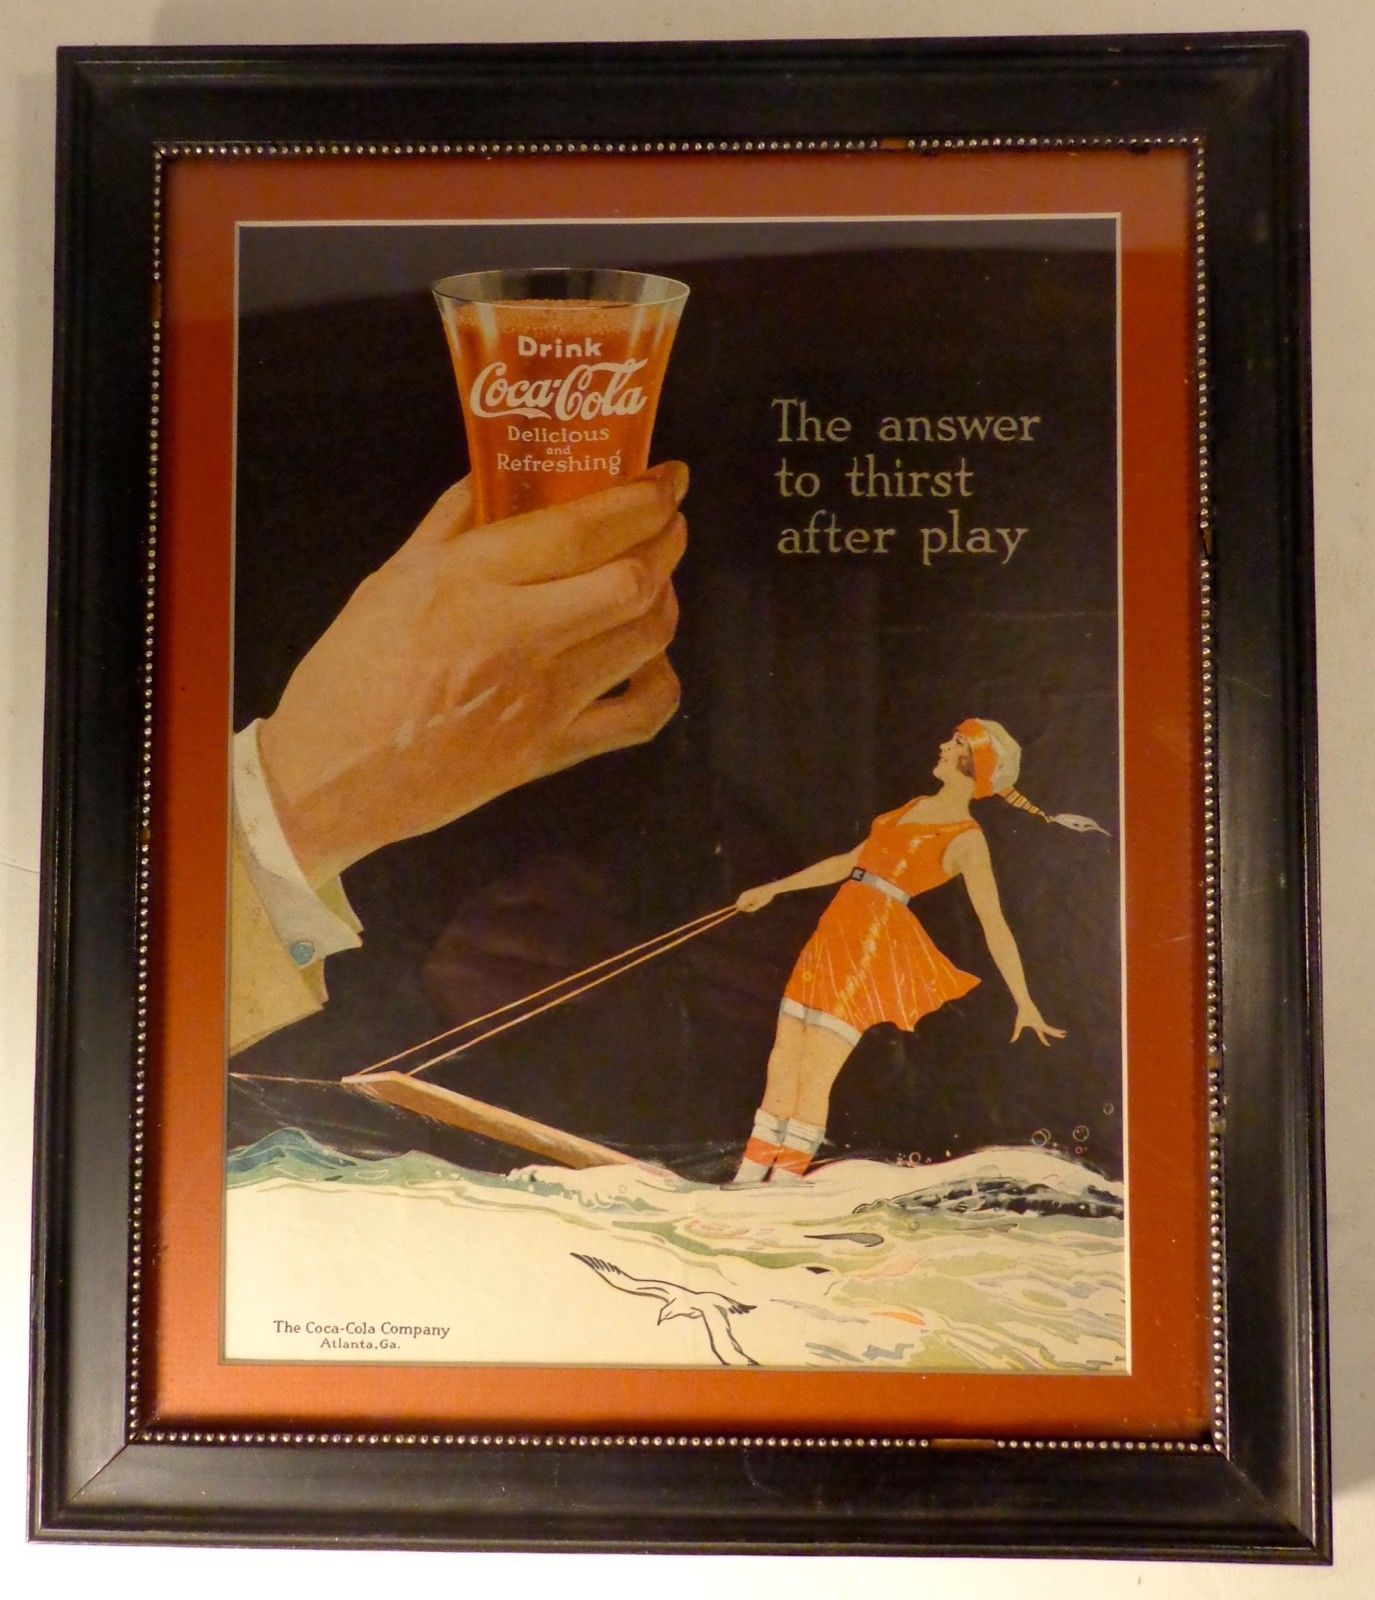 Drink
Coca-Cola
Delicious
and
Refreshing
The answer
to thirst
after play
The Coca-Cola Company
Atlanta, Ga.